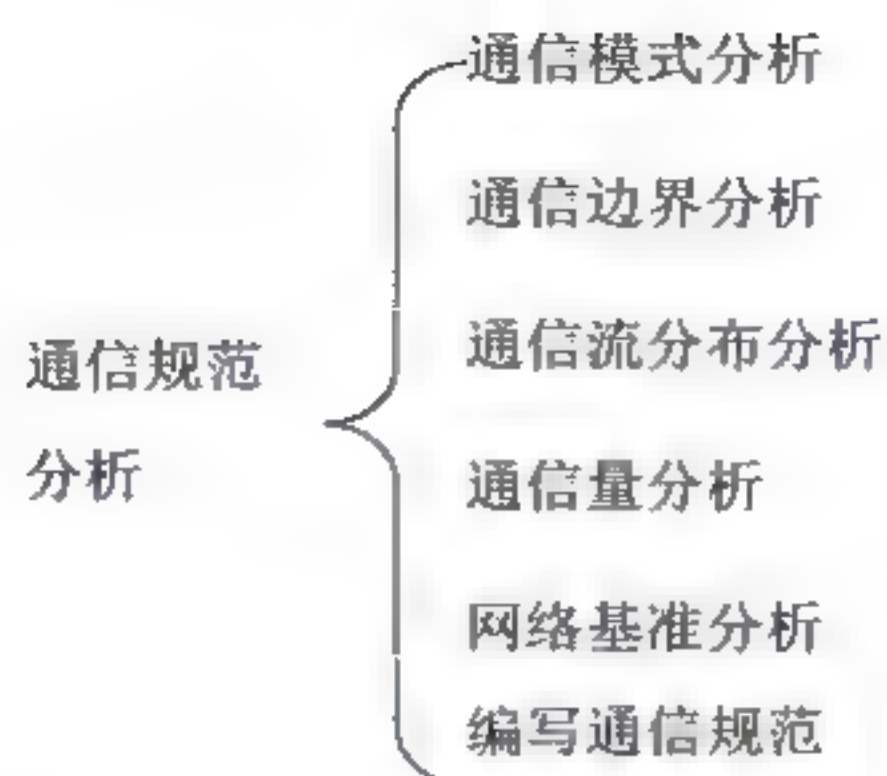 通信模式分析
通信边界分析
通信流分布分析
通信规范
分析
通信量分析
网络基准分析
编写通信规范